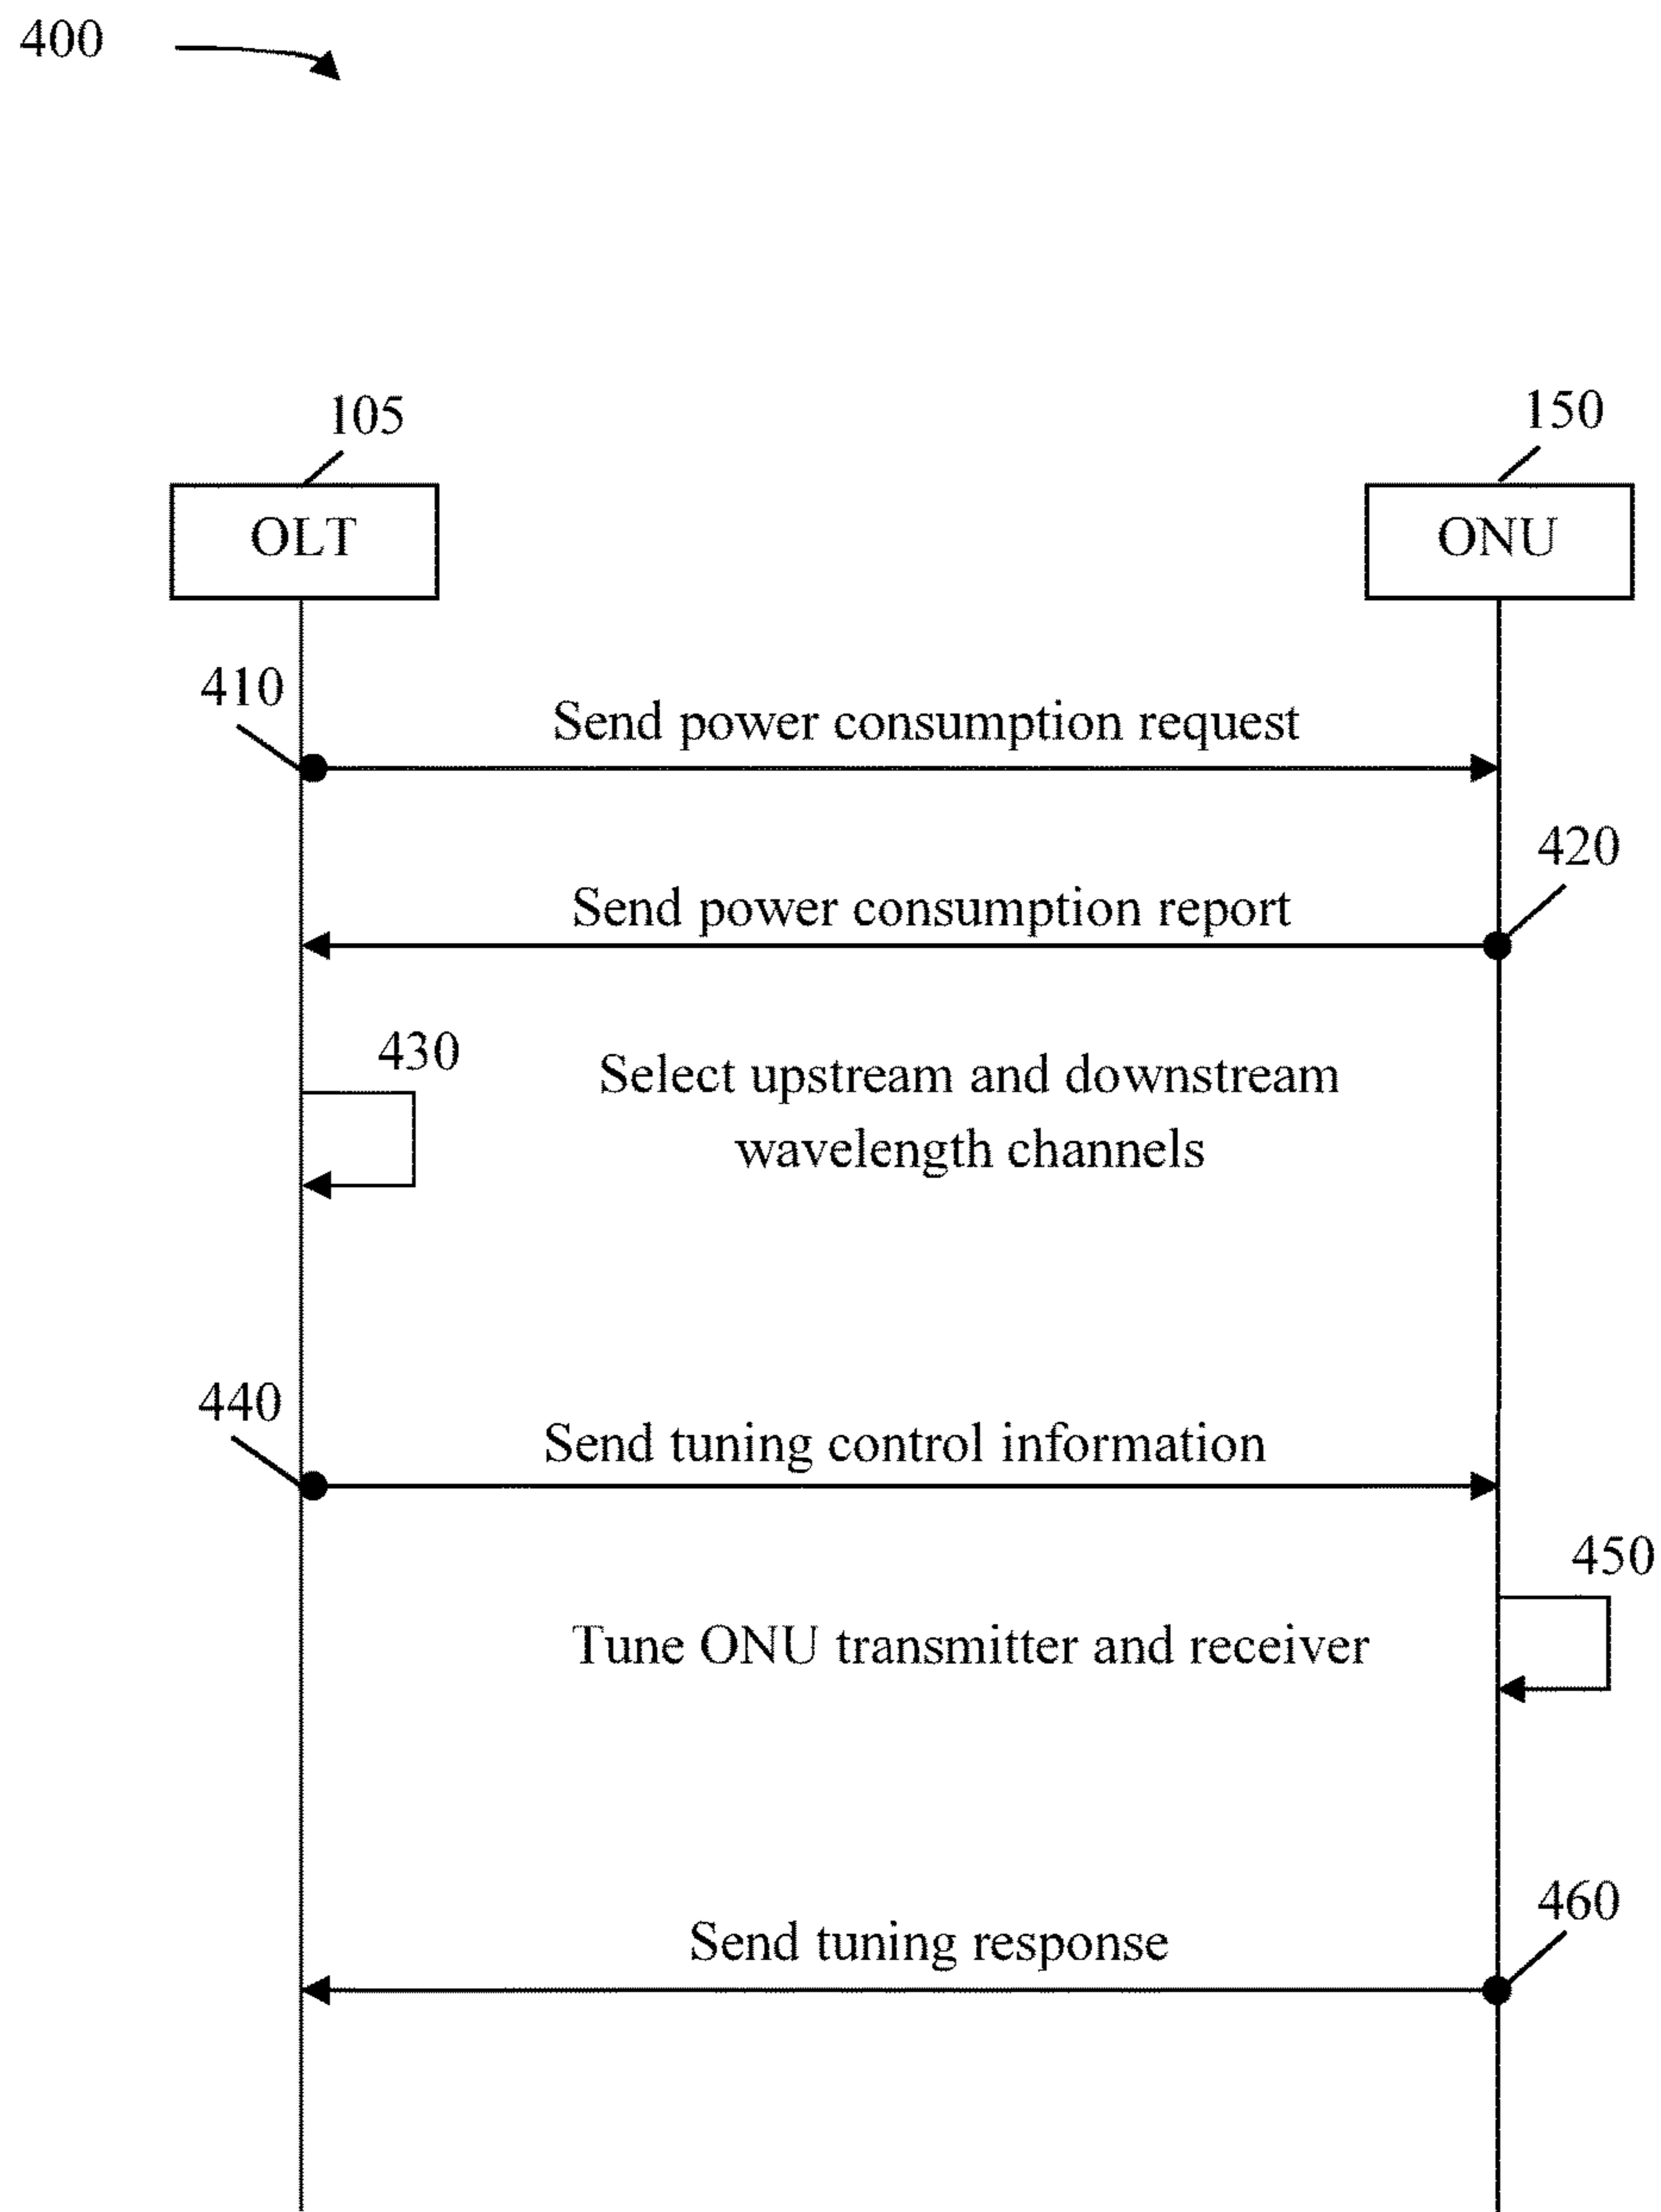 400
105
150
OLT
ONU
410
Send power consumption request
420
Send power consumption report
430
Select upstream and downstream
wavelength channels
440
Send tuning control information
450
Tune ONU transmitter and receiver
460
Send tuning response